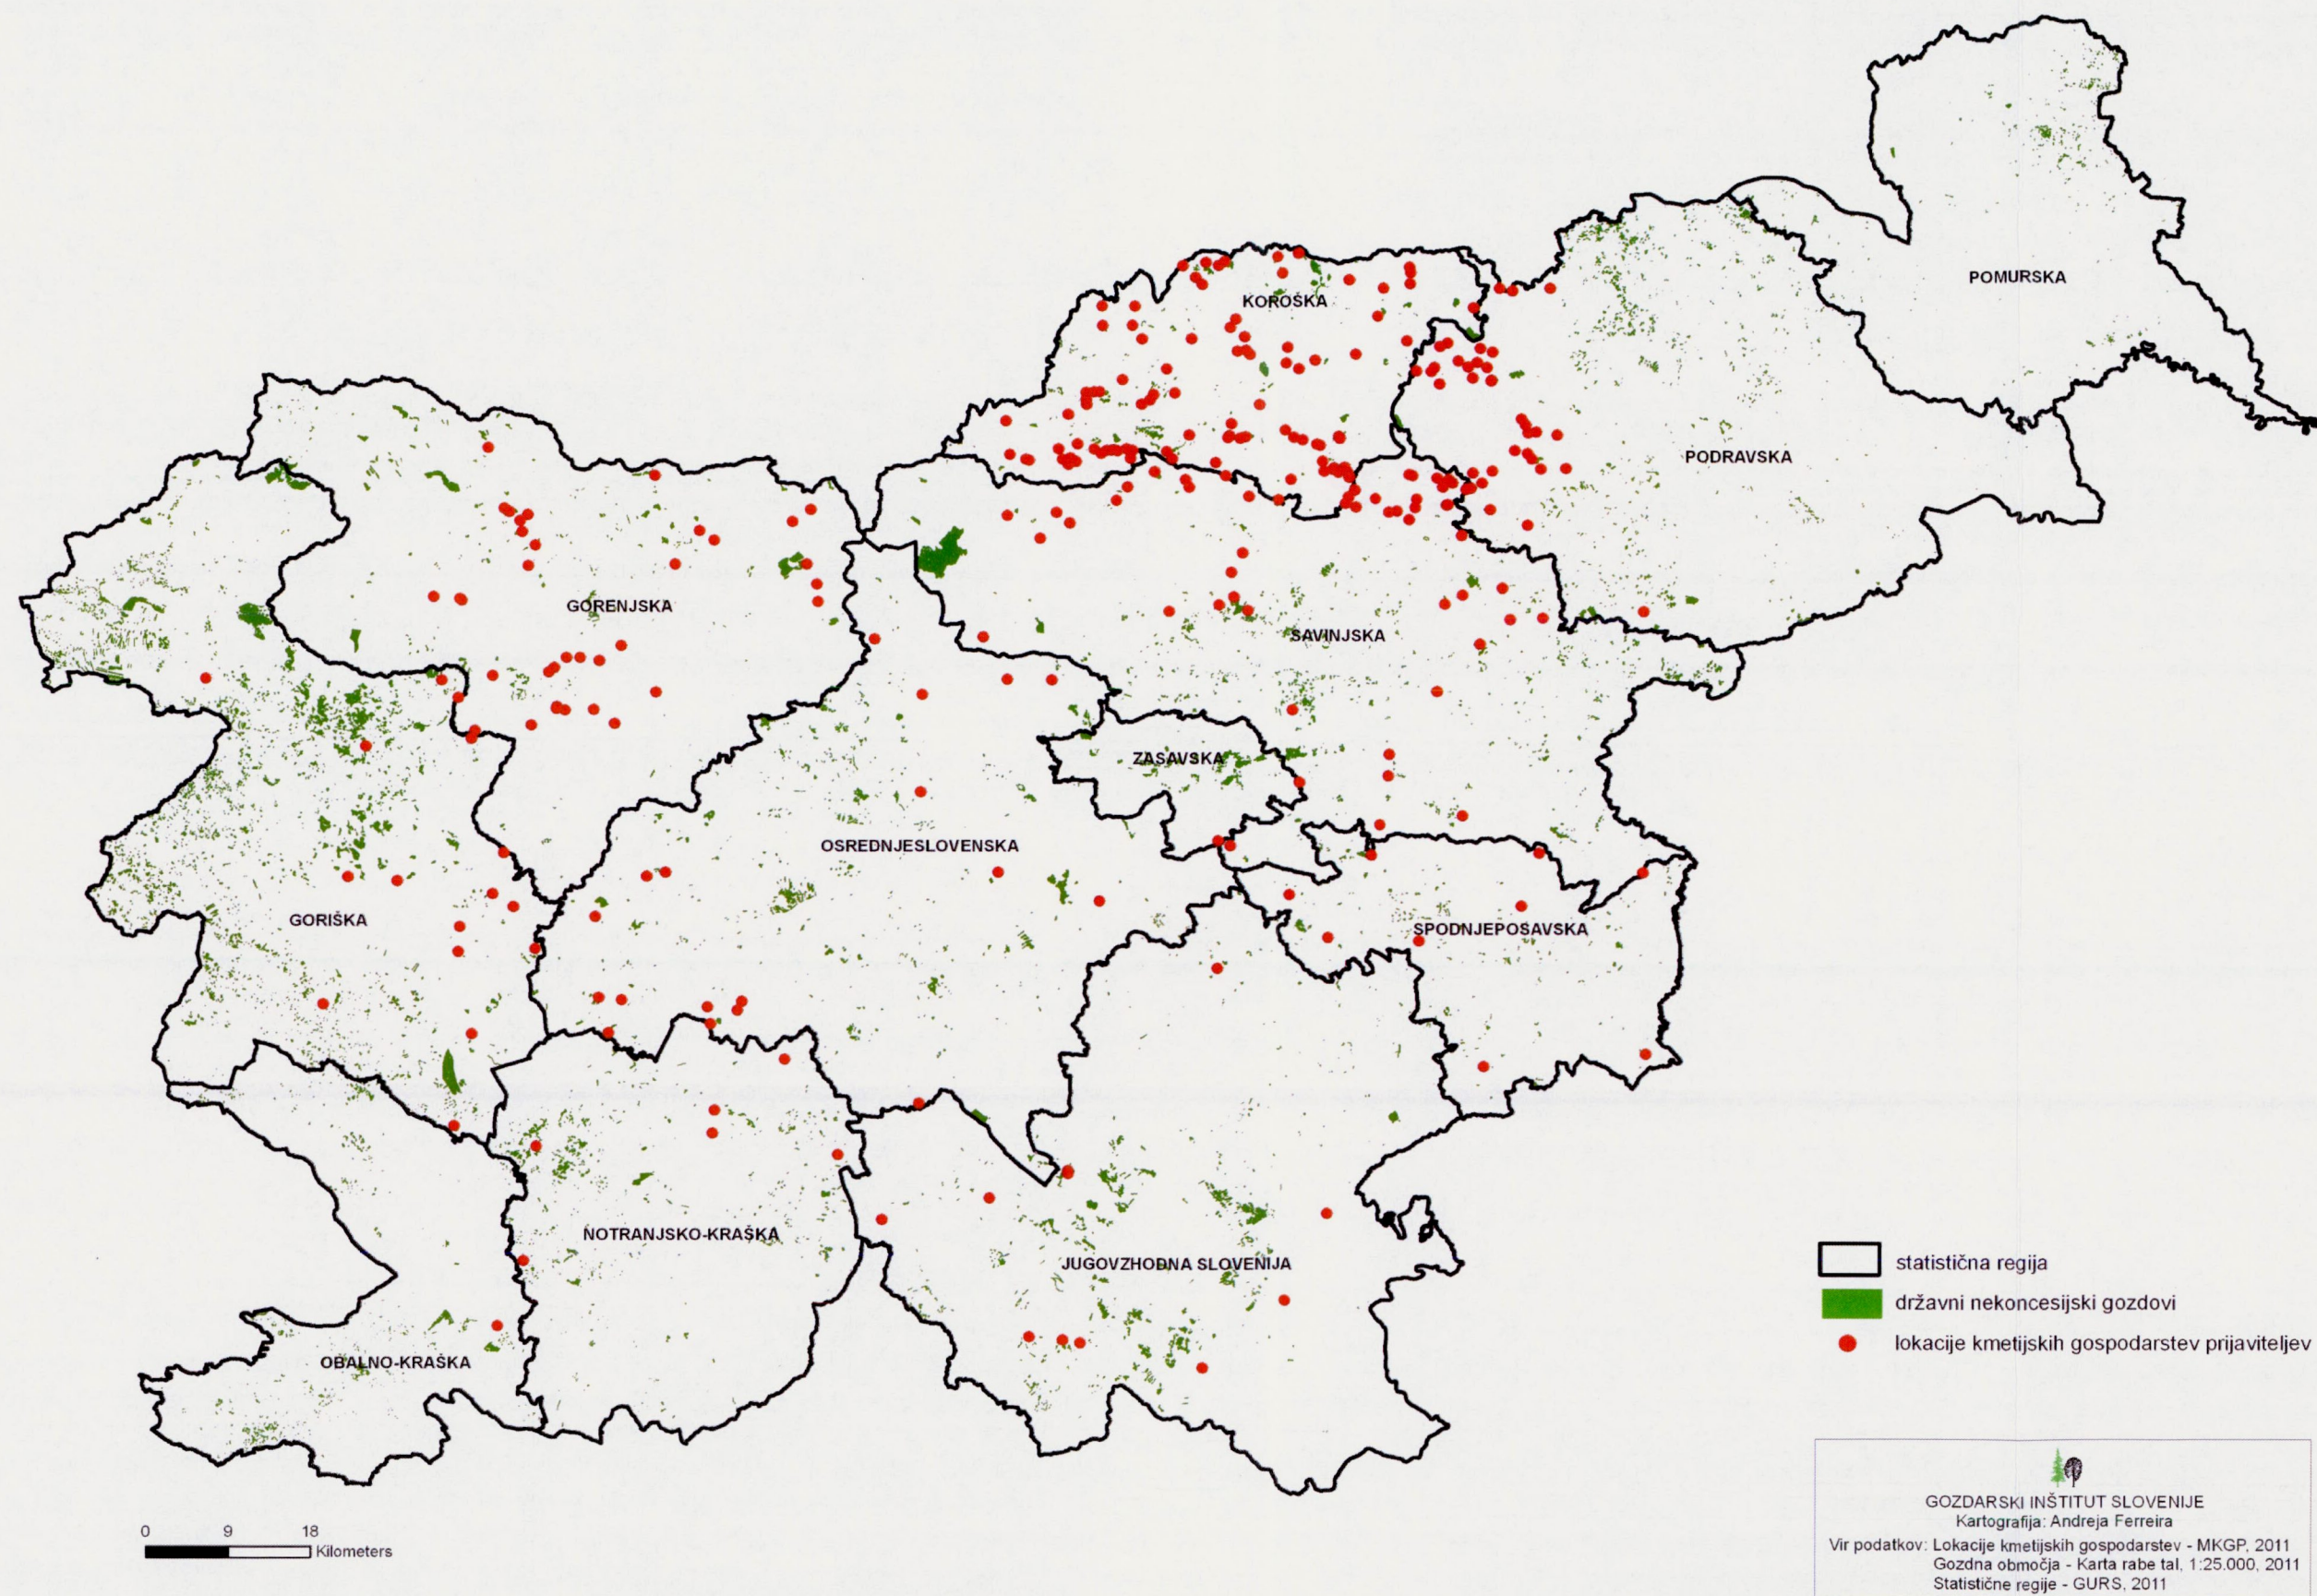 POMURSKA
KOROŠKA
PODRAVSKA
GORENJSKA
SAVINJSKA
ZASAVSKA
OSREDNJESLOVENSKA
GORIŠKA
SPODNJEPOSAVSKA
NOTRANJSKO-KRAŠKA
JUGOVZHODNA SLOVENIJA
OBALNO-KRAŠKA
statistična regija
državni nekoncesijski gozdovi
lokacije kmetijskih gospodarstev prijaviteljev
0 9 18
Kilometers
GOZDARSKI INŠTITUT SLOVENIJE
Kartografija: Andreja Ferreira
Vir podatkov: Lokacije kmetijskih gospodarstev - MKGP, 2011
Gozdna območja - Karta rabe tal, 1:25.000, 2011
Statistične regije - GURS, 2011